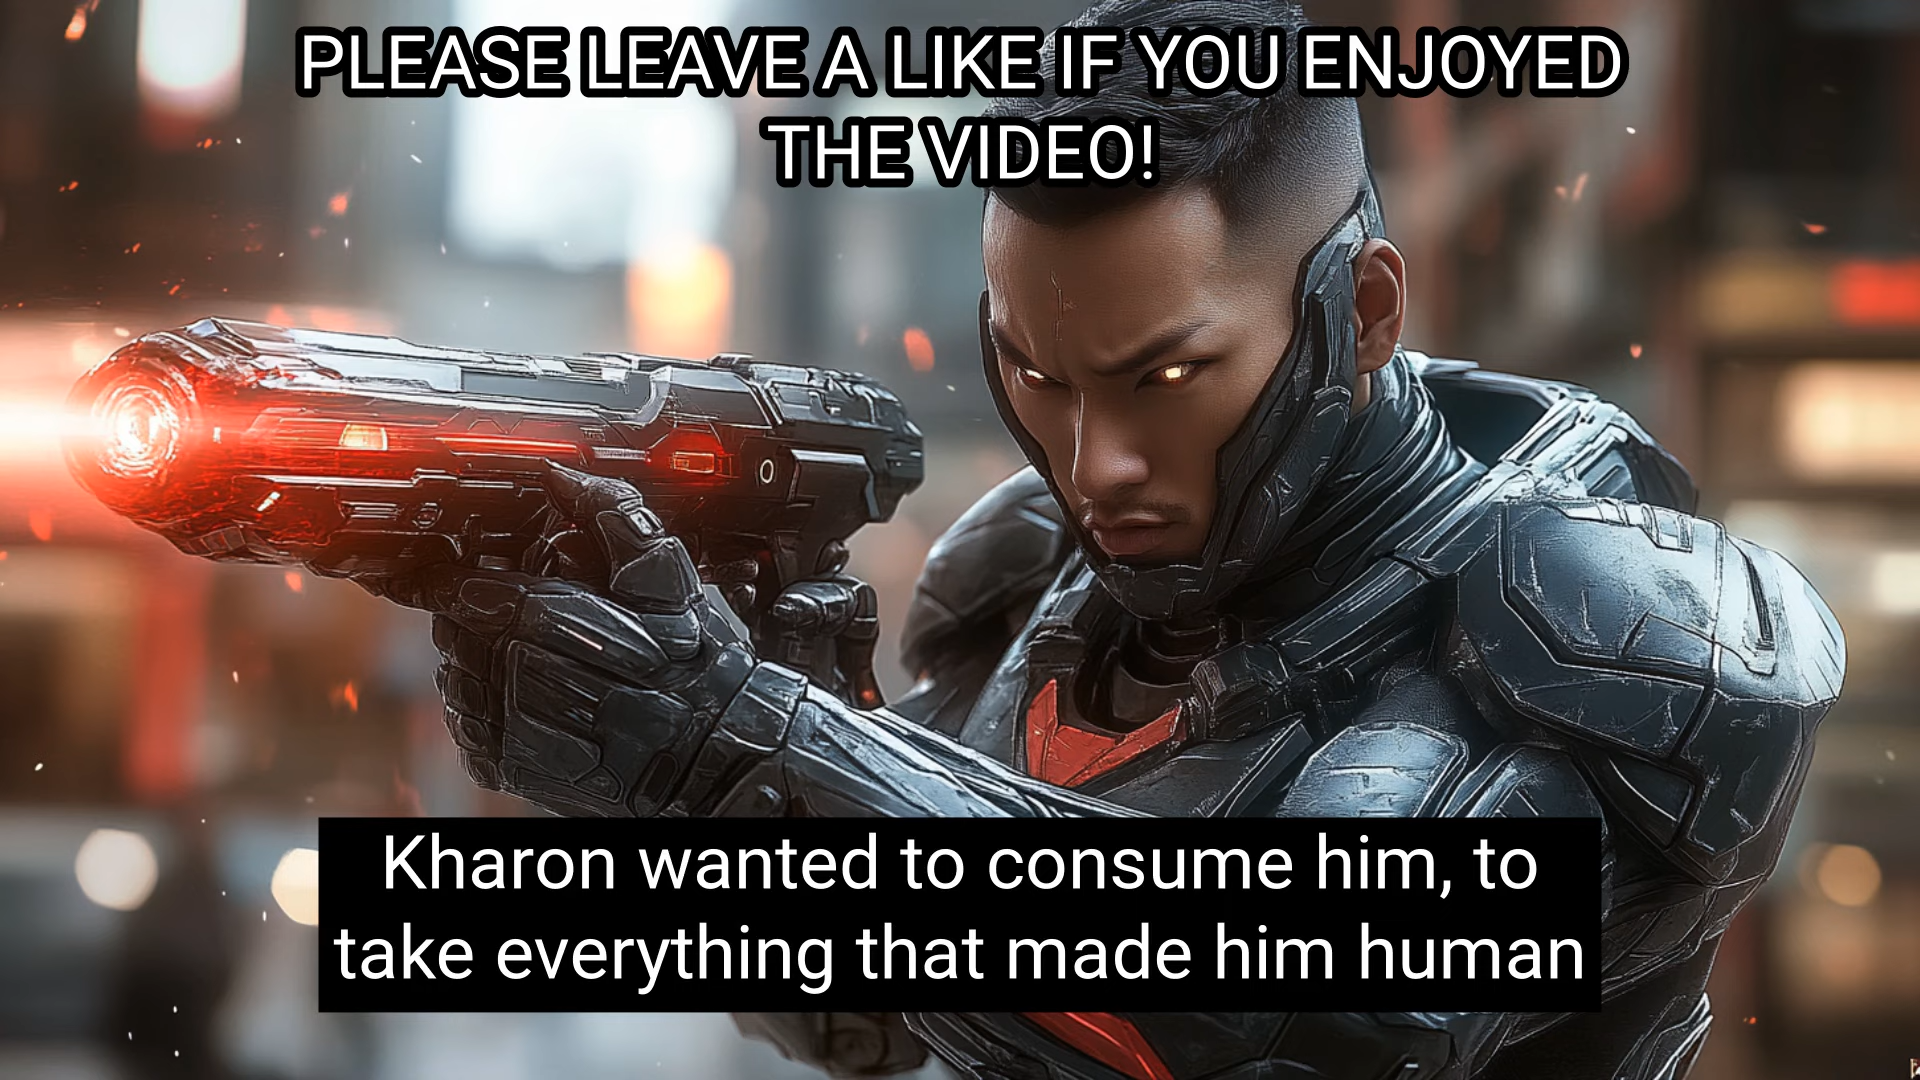 PLEASE LEAVE A LIKE IF YOU ENJOYED
THE VIDEO!
Kharon wanted to consume him, to
take everything that made him human